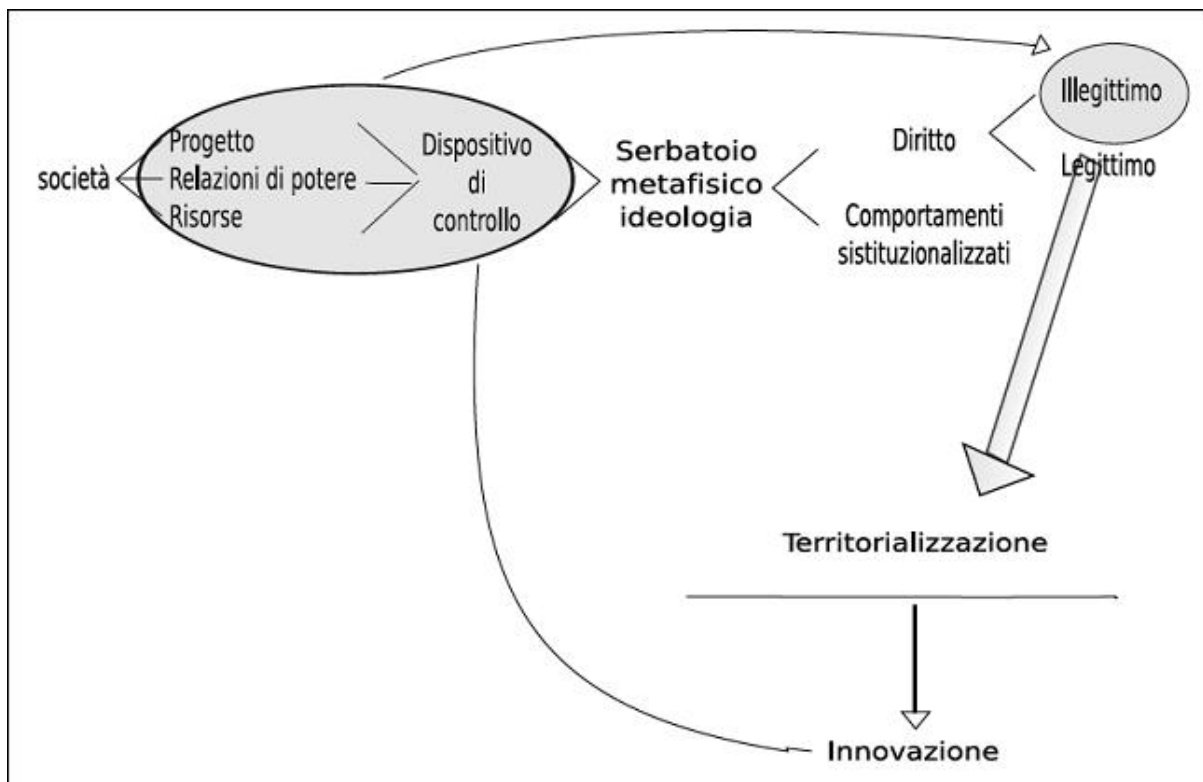 società
Progetto
Relazioni di potere
Risorse
Dispositivo
di
controllo
Serbatoio
metafisico
ideologia
Diritto
Illegittimo
Legittimo
Comportamenti
sistituzionalizzati
Territorializzazione
Innovazione